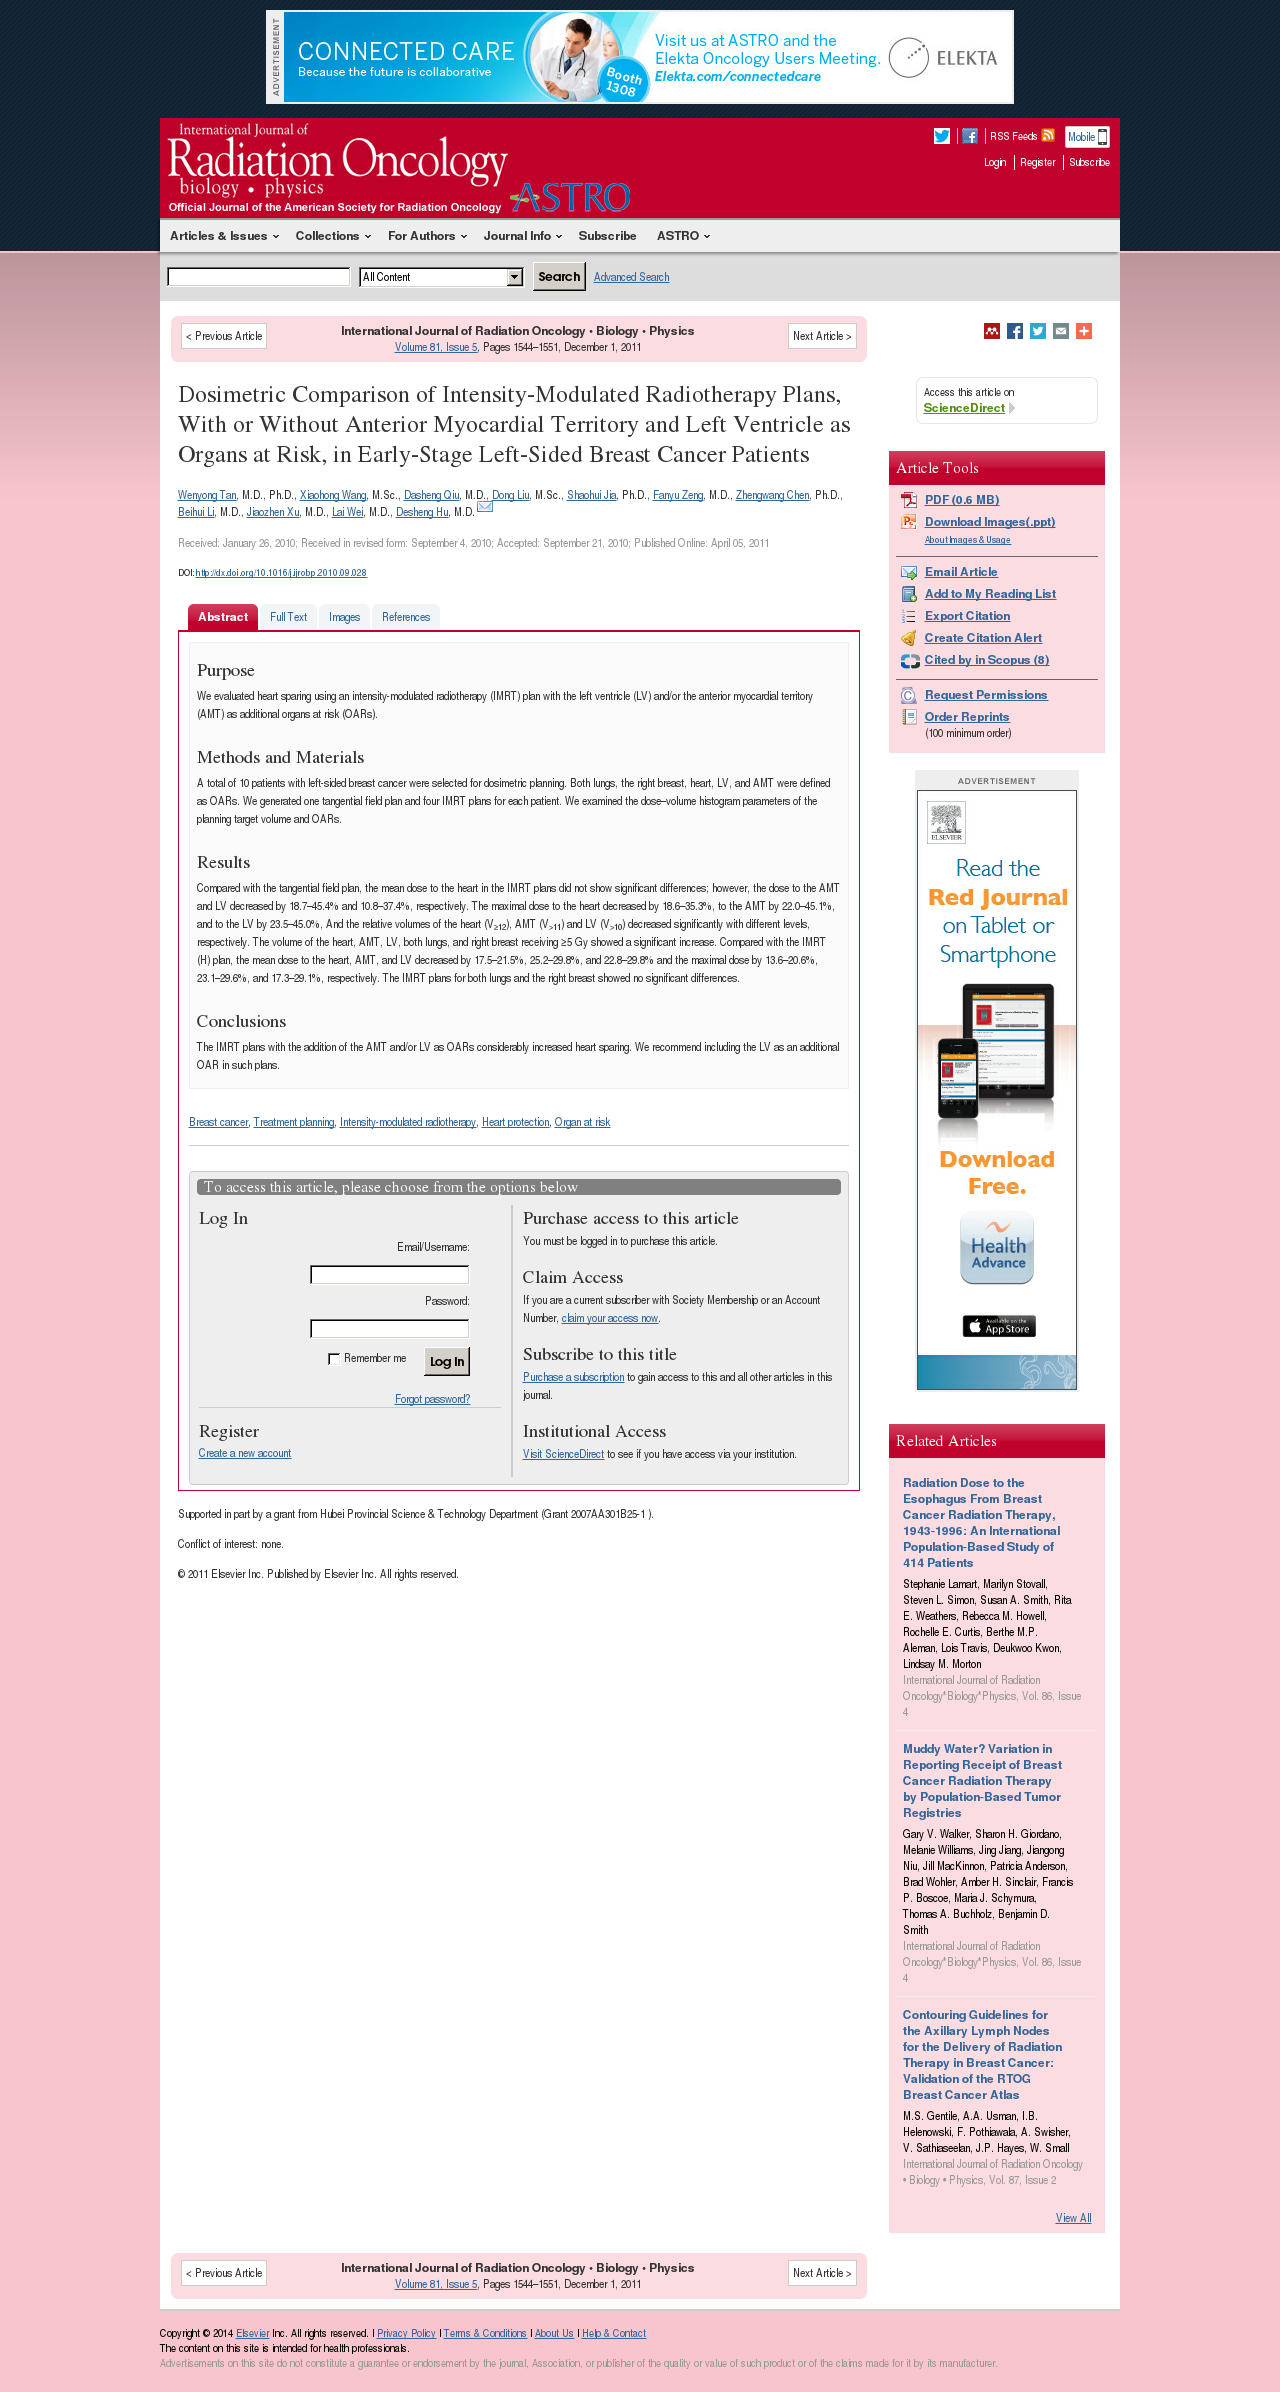 ADVERTISEMENT
CONNECTED CARE
Because the future is collaborative
Booth
1308
Visit us at ASTRO and the
Elekta Oncology Users Meeting.
Elekta.com/connectedcare
ELEKTA
International Journal of
Radiation Oncology
biology • physics
ASTRO
Official Journal of the American Society for Radiation Oncology
RSS Feeds
Mobile
Login
Register
Subscribe
Articles & Issues
Collections
For Authors
Journal Info
Subscribe
ASTRO
All Content
Search
Advanced Search
< Previous Article
International Journal of Radiation Oncology • Biology • Physics
Volume 81, Issue 5, Pages 1544–1551, December 1, 2011
Next Article >
Dosimetric Comparison of Intensity-Modulated Radiotherapy Plans,
With or Without Anterior Myocardial Territory and Left Ventricle as
Organs at Risk, in Early-Stage Left-Sided Breast Cancer Patients
Wenyong Tan, M.D., Ph.D., Xiaohong Wang, M.Sc., Dasheng Qiu, M.D., Dong Liu, M.Sc., Shaohui Jia, Ph.D., Fanyu Zeng, M.D., Zhengwang Chen, Ph.D.,
Beihui Li, M.D., Jiaozhen Xu, M.D., Lai Wei, M.D., Desheng Hu, M.D.
Received: January 26, 2010; Received in revised form: September 4, 2010; Accepted: September 21, 2010; Published Online: April 05, 2011
DOI: http://dx.doi.org/10.1016/j.ijrobp.2010.09.028
Abstract
Full Text
Images
References
Purpose
We evaluated heart sparing using an intensity-modulated radiotherapy (IMRT) plan with the left ventricle (LV) and/or the anterior myocardial territory
(AMT) as additional organs at risk (OARs).
Methods and Materials
A total of 10 patients with left-sided breast cancer were selected for dosimetric planning. Both lungs, the right breast, heart, LV, and AMT were defined
as OARs. We generated one tangential field plan and four IMRT plans for each patient. We examined the dose–volume histogram parameters of the
planning target volume and OARs.
Results
Compared with the tangential field plan, the mean dose to the heart in the IMRT plans did not show significant differences; however, the dose to the AMT
and LV decreased by 18.7–45.4% and 10.8–37.4%, respectively. The maximal dose to the heart decreased by 18.6–35.3%, to the AMT by 22.0–45.1%,
and to the LV by 23.5–45.0%, And the relative volumes of the heart (V≥12), AMT (V>11) and LV (V>10) decreased significantly with different levels,
respectively. The volume of the heart, AMT, LV, both lungs, and right breast receiving ≥5 Gy showed a significant increase. Compared with the IMRT
(H) plan, the mean dose to the heart, AMT, and LV decreased by 17.5–21.5%, 25.2–29.8%, and 22.8–29.8% and the maximal dose by 13.6–20.6%,
23.1–29.6%, and 17.3–29.1%, respectively. The IMRT plans for both lungs and the right breast showed no significant differences.
Conclusions
The IMRT plans with the addition of the AMT and/or LV as OARs considerably increased heart sparing. We recommend including the LV as an additional
OAR in such plans.
Breast cancer, Treatment planning, Intensity-modulated radiotherapy, Heart protection, Organ at risk
To access this article, please choose from the options below
Log In
Email/Username:
Password:
Remember me
Log In
Forgot password?
Register
Create a new account
Purchase access to this article
You must be logged in to purchase this article.
Claim Access
If you are a current subscriber with Society Membership or an Account
Number, claim your access now.
Subscribe to this title
Purchase a subscription to gain access to this and all other articles in this
journal.
Institutional Access
Visit ScienceDirect to see if you have access via your institution.
Supported in part by a grant from Hubei Provincial Science & Technology Department (Grant 2007AA301B25-1 ).
Conflict of interest: none.
© 2011 Elsevier Inc. Published by Elsevier Inc. All rights reserved.
Access this article on
ScienceDirect
Article Tools
PDF (0.6 MB)
Download Images(.ppt)
About Images & Usage
Email Article
Add to My Reading List
Export Citation
Create Citation Alert
Cited by in Scopus (8)
Request Permissions
Order Reprints
(100 minimum order)
ADVERTISEMENT
ELSEVIER
Read the
Red Journal
on Tablet or
Smartphone
Download
Free.
Health
Advance
Available on the
App Store
Related Articles
Radiation Dose to the
Esophagus From Breast
Cancer Radiation Therapy,
1943-1996: An International
Population-Based Study of
414 Patients
Stephanie Lamart, Marilyn Stovall,
Steven L. Simon, Susan A. Smith, Rita
E. Weathers, Rebecca M. Howell,
Rochelle E. Curtis, Berthe M.P.
Aleman, Lois Travis, Deukwoo Kwon,
Lindsay M. Morton
International Journal of Radiation
Oncology*Biology*Physics, Vol. 86, Issue
4
Muddy Water? Variation in
Reporting Receipt of Breast
Cancer Radiation Therapy
by Population-Based Tumor
Registries
Gary V. Walker, Sharon H. Giordano,
Melanie Williams, Jing Jiang, Jiangong
Niu, Jill MacKinnon, Patricia Anderson,
Brad Wohler, Amber H. Sinclair, Francis
P. Boscoe, Maria J. Schymura,
Thomas A. Buchholz, Benjamin D.
Smith
International Journal of Radiation
Oncology*Biology*Physics, Vol. 86, Issue
4
Contouring Guidelines for
the Axillary Lymph Nodes
for the Delivery of Radiation
Therapy in Breast Cancer:
Validation of the RTOG
Breast Cancer Atlas
M.S. Gentile, A.A. Usman, I.B.
Helenowski, F. Pothiawala, A. Swisher,
V. Sathiaseelan, J.P. Hayes, W. Small
International Journal of Radiation Oncology
• Biology • Physics, Vol. 87, Issue 2
View All
< Previous Article
International Journal of Radiation Oncology • Biology • Physics
Volume 81, Issue 5, Pages 1544–1551, December 1, 2011
Next Article >
Copyright © 2014 Elsevier Inc. All rights reserved. | Privacy Policy | Terms & Conditions | About Us | Help & Contact
The content on this site is intended for health professionals.
Advertisements on this site do not constitute a guarantee or endorsement by the journal, Association, or publisher of the quality or value of such product or of the claims made for it by its manufacturer.